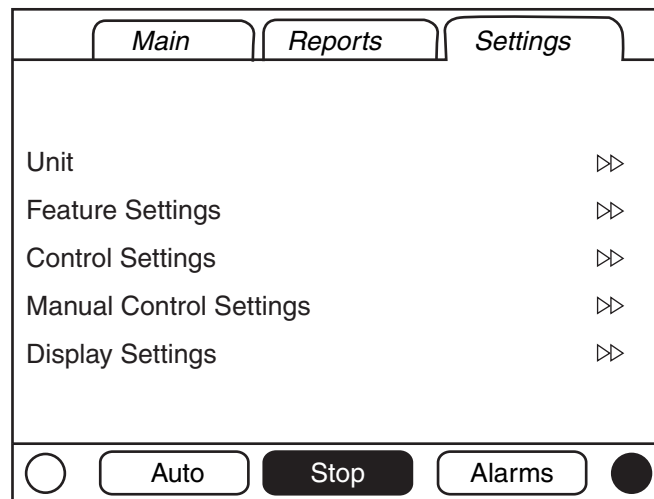 Main Reports Settings
Unit
Feature Settings
Control Settings
Manual Control Settings
Display Settings
Auto Stop Alarms